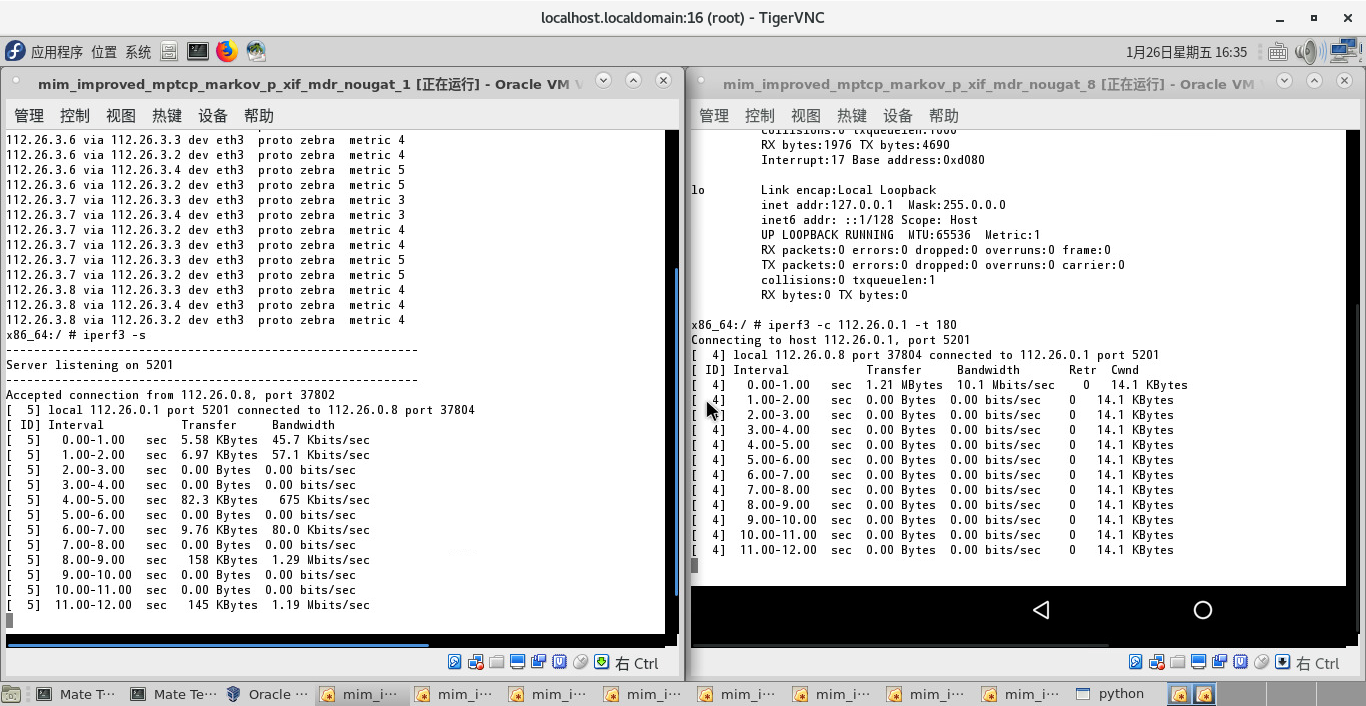 localhost.localdomain:16 (root) - TigerVNC
应用程序 位置 系统
1月26日星期五 16:35
mim_improved_mptcp_markov_p_xif_mdr_nougat_1 [正在运行] - Oracle VM V
管理 控制 视图 热键 设备 帮助
112.26.3.6 via 112.26.3.3 dev eth3 proto zebra metric 4
112.26.3.6 via 112.26.3.2 dev eth3 proto zebra metric 4
112.26.3.6 via 112.26.3.4 dev eth3 proto zebra metric 5
112.26.3.6 via 112.26.3.2 dev eth3 proto zebra metric 5
112.26.3.7 via 112.26.3.3 dev eth3 proto zebra metric 3
112.26.3.7 via 112.26.3.4 dev eth3 proto zebra metric 3
112.26.3.7 via 112.26.3.2 dev eth3 proto zebra metric 4
112.26.3.7 via 112.26.3.3 dev eth3 proto zebra metric 4
112.26.3.7 via 112.26.3.3 dev eth3 proto zebra metric 5
112.26.3.7 via 112.26.3.2 dev eth3 proto zebra metric 5
112.26.3.8 via 112.26.3.3 dev eth3 proto zebra metric 4
112.26.3.8 via 112.26.3.4 dev eth3 proto zebra metric 4
112.26.3.8 via 112.26.3.2 dev eth3 proto zebra metric 4
x86_64:/ # iperf3 -s
-----------------------------------------------------------
Server listening on 5201
-----------------------------------------------------------
Accepted connection from 112.26.0.8, port 37802
[ 5] local 112.26.0.1 port 5201 connected to 112.26.0.8 port 37804
[ ID] Interval Transfer Bandwidth
[ 5] 0.00-1.00 sec 5.58 KBytes 45.7 Kbits/sec
[ 5] 1.00-2.00 sec 6.97 KBytes 57.1 Kbits/sec
[ 5] 2.00-3.00 sec 0.00 Bytes 0.00 bits/sec
[ 5] 3.00-4.00 sec 0.00 Bytes 0.00 bits/sec
[ 5] 4.00-5.00 sec 82.3 KBytes 675 Kbits/sec
[ 5] 5.00-6.00 sec 0.00 Bytes 0.00 bits/sec
[ 5] 6.00-7.00 sec 9.76 KBytes 80.0 Kbits/sec
[ 5] 7.00-8.00 sec 0.00 Bytes 0.00 bits/sec
[ 5] 8.00-9.00 sec 158 KBytes 1.29 Mbits/sec
[ 5] 9.00-10.00 sec 0.00 Bytes 0.00 bits/sec
[ 5] 10.00-11.00 sec 0.00 Bytes 0.00 bits/sec
[ 5] 11.00-12.00 sec 145 KBytes 1.19 Mbits/sec
右 Ctrl
mim_improved_mptcp_markov_p_xif_mdr_nougat_8 [正在运行] - Oracle VM V
管理 控制 视图 热键 设备 帮助
collisions:0 txqueuelen:1000
RX bytes:1976 TX bytes:4690
Interrupt:17 Base address:0xd080
lo Link encap:Local Loopback
inet addr:127.0.0.1 Mask:255.0.0.0
inet6 addr: ::1/128 Scope: Host
UP LOOPBACK RUNNING MTU:65536 Metric:1
RX packets:0 errors:0 dropped:0 overruns:0 frame:0
TX packets:0 errors:0 dropped:0 overruns:0 carrier:0
collisions:0 txqueuelen:1
RX bytes:0 TX bytes:0
x86_64:/ # iperf3 -c 112.26.0.1 -t 180
Connecting to host 112.26.0.1, port 5201
[ 4] local 112.26.0.8 port 37804 connected to 112.26.0.1 port 5201
[ ID] Interval Transfer Bandwidth Retr Cwnd
[ 4] 0.00-1.00 sec 1.21 MBytes 10.1 Mbits/sec 0 14.1 KBytes
[ 4] 1.00-2.00 sec 0.00 Bytes 0.00 bits/sec 0 14.1 KBytes
[ 4] 2.00-3.00 sec 0.00 Bytes 0.00 bits/sec 0 14.1 KBytes
[ 4] 3.00-4.00 sec 0.00 Bytes 0.00 bits/sec 0 14.1 KBytes
[ 4] 4.00-5.00 sec 0.00 Bytes 0.00 bits/sec 0 14.1 KBytes
[ 4] 5.00-6.00 sec 0.00 Bytes 0.00 bits/sec 0 14.1 KBytes
[ 4] 6.00-7.00 sec 0.00 Bytes 0.00 bits/sec 0 14.1 KBytes
[ 4] 7.00-8.00 sec 0.00 Bytes 0.00 bits/sec 0 14.1 KBytes
[ 4] 8.00-9.00 sec 0.00 Bytes 0.00 bits/sec 0 14.1 KBytes
[ 4] 9.00-10.00 sec 0.00 Bytes 0.00 bits/sec 0 14.1 KBytes
[ 4] 10.00-11.00 sec 0.00 Bytes 0.00 bits/sec 0 14.1 KBytes
[ 4] 11.00-12.00 sec 0.00 Bytes 0.00 bits/sec 0 14.1 KBytes
右 Ctrl
Mate T··· Mate Te··· Oracle ··· mim_i··· mim_i··· mim_i··· mim_i··· mim_i··· mim_i··· mim_i··· mim_i··· python